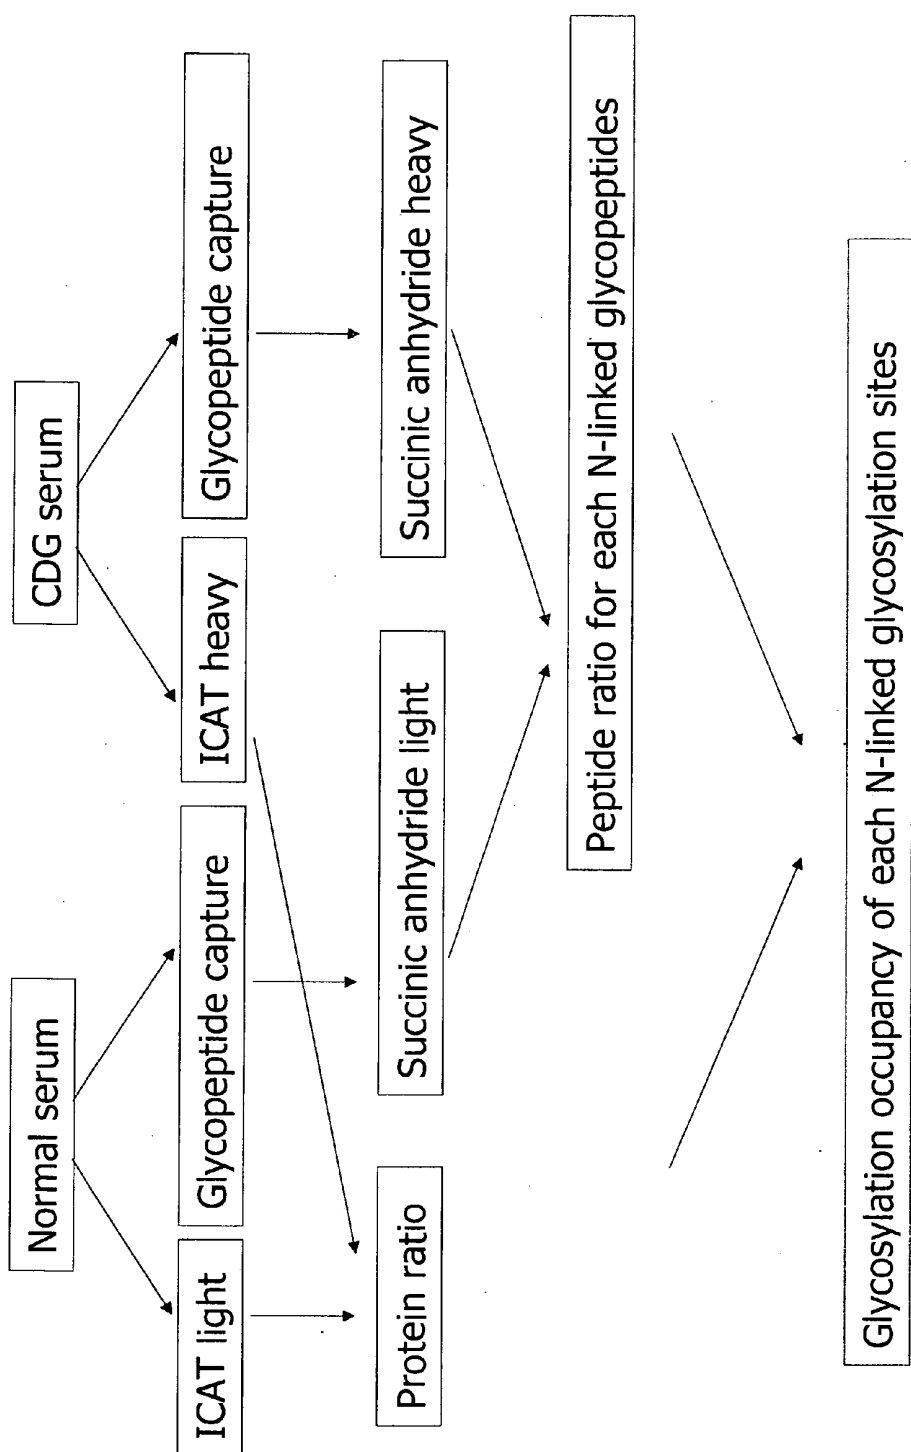 Normal serum
CDG serum
ICAT light
Glycopeptide capture
ICAT heavy
Glycopeptide capture
Protein ratio
Succinic anhydride light
Succinic anhydride heavy
Peptide ratio for each N-linked glycopeptides
Glycosylation occupancy of each N-linked glycosylation sites